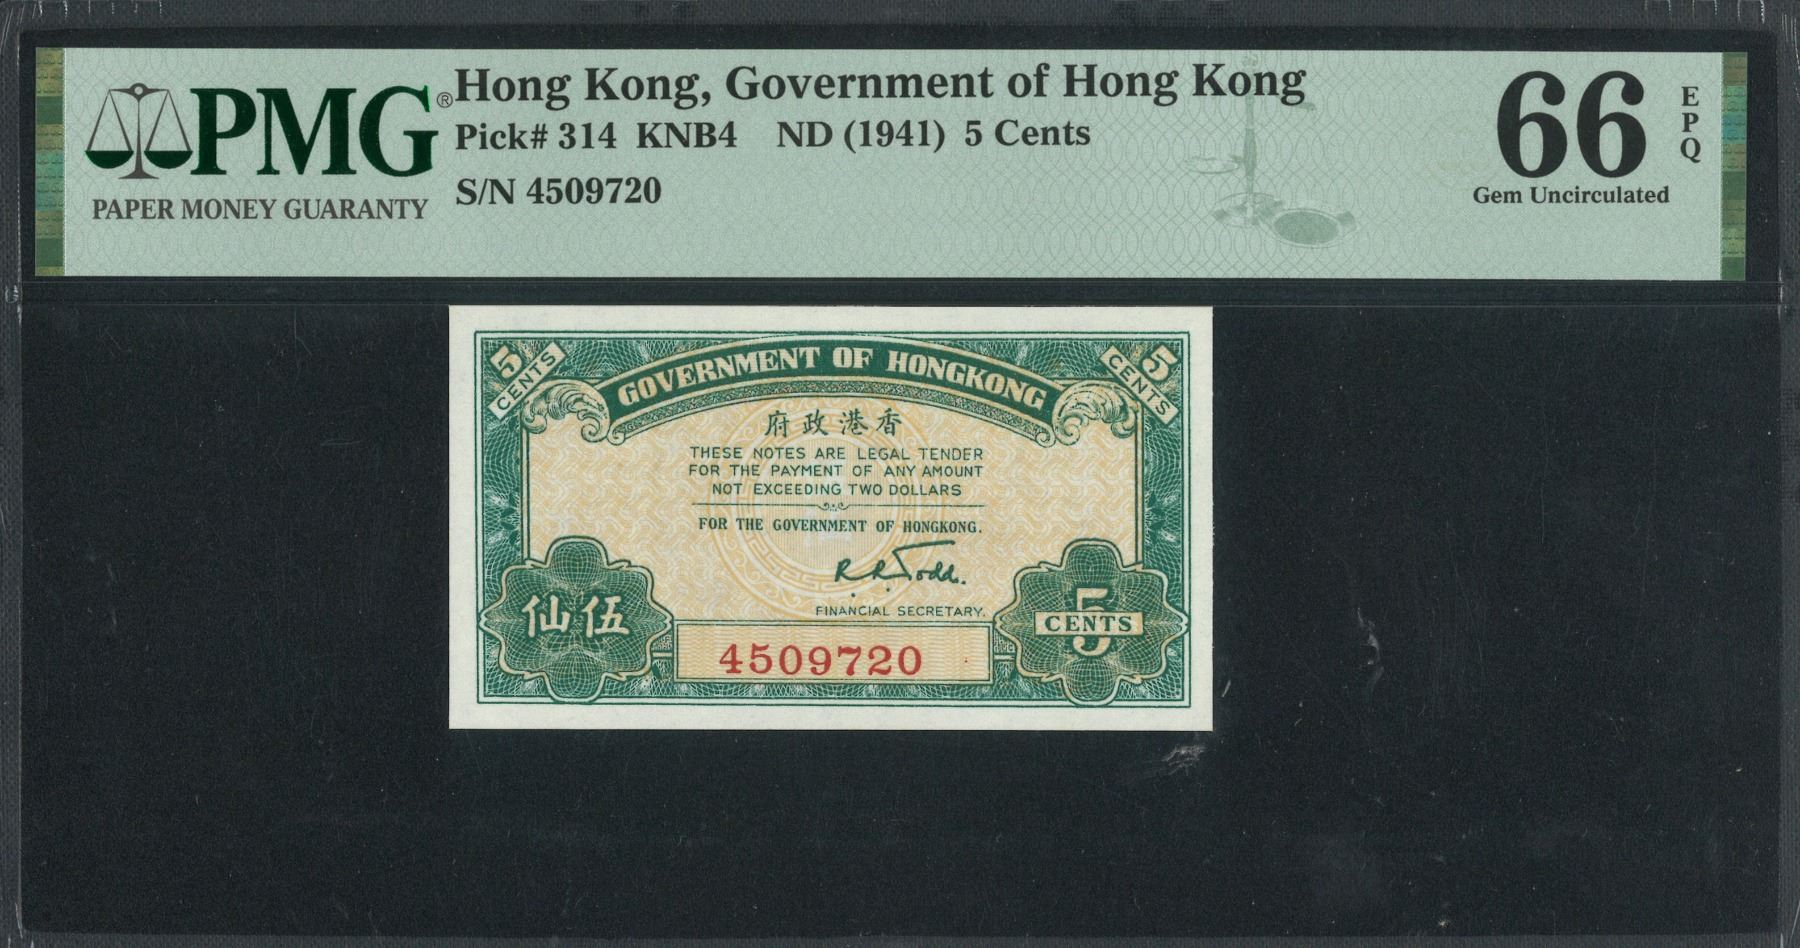 PMG®
PAPER MONEY GUARANTY
Hong Kong, Government of Hong Kong
Pick# 314 KNB4 ND (1941) 5 Cents
S/N 4509720
66
EPQ
Gem Uncirculated
5 CENTS
GOVERNMENT OF HONGKONG
5 CENTS
府政港香
THESE NOTES ARE LEGAL TENDER
FOR THE PAYMENT OF ANY AMOUNT
NOT EXCEEDING TWO DOLLARS
FOR THE GOVERNMENT OF HONGKONG.
R.R. Todd.
FINANCIAL SECRETARY.
仙伍
5 CENTS
4509720